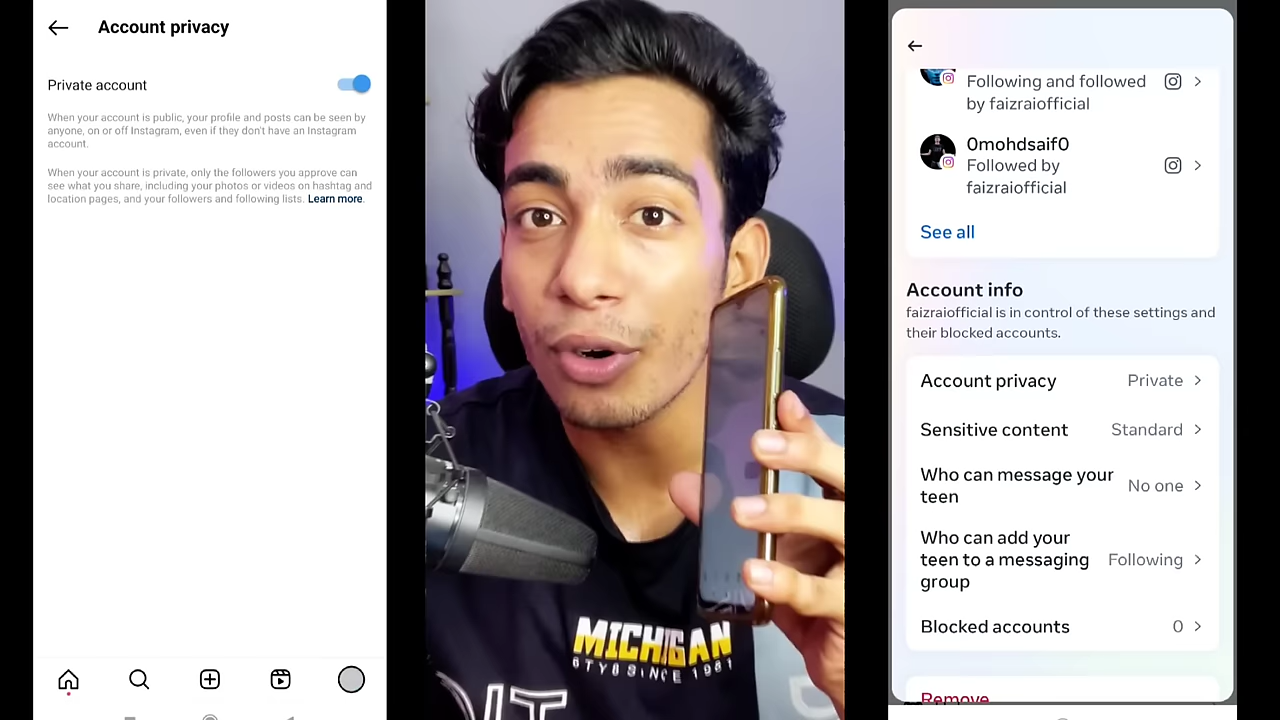 Account privacy
Private account
When your account is public, your profile and posts can be seen by
anyone, on or off Instagram, even if they don't have an Instagram
account.
When your account is private, only the followers you approve can
see what you share, including your photos or videos on hashtag and
location pages, and your followers and following lists. Learn more.
MICHIGAN
SINCE 1981
Following and followed
by faizraiofficial
0mohdsaif0
Followed by
faizraiofficial
See all
Account info
faizraiofficial is in control of these settings and
their blocked accounts.
Account privacy Private
Sensitive content Standard
Who can message your
teen No one
Who can add your
teen to a messaging
group Following
Blocked accounts 0
Remove